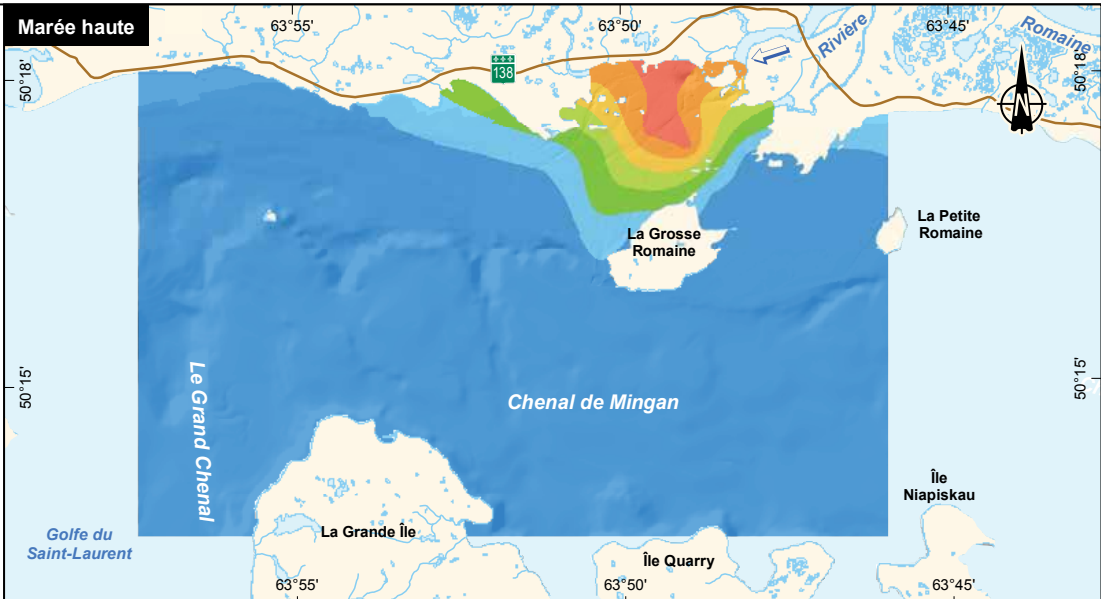 Marée haute
63°55'
63°50'
63°45'
Rivière
Romaine
50°18'
138
50°18'
N
La Grosse
Romaine
La Petite
Romaine
50°15'
50°15'
Le Grand Chenal
Chenal de Mingan
Île
Niapiskau
Golfe du
Saint-Laurent
La Grande Île
Île Quarry
63°55'
63°50'
63°45'